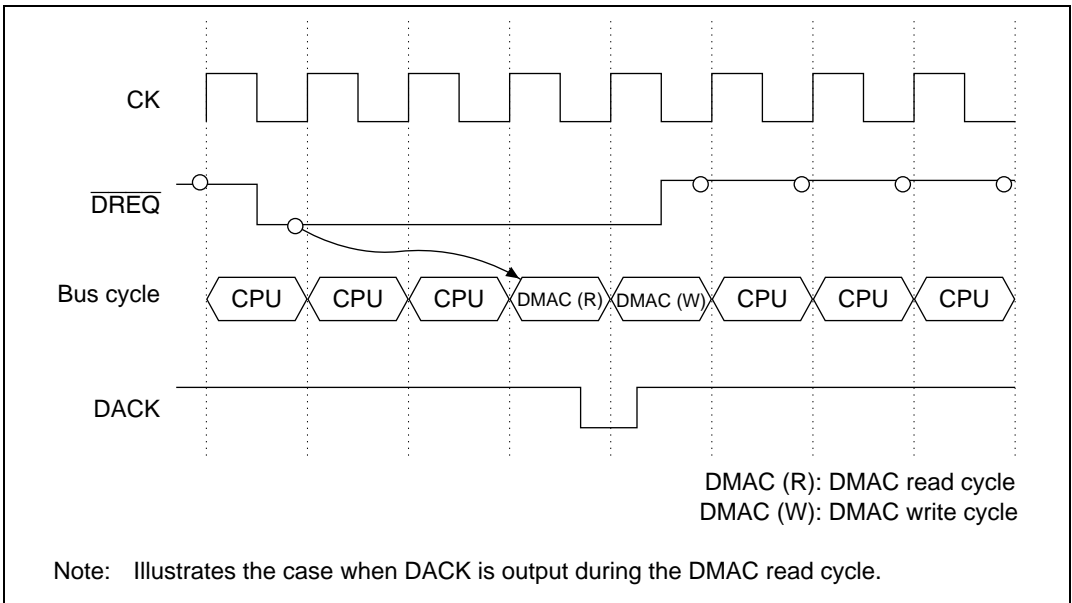 CK
DREQ
Bus cycle CPU CPU CPU DMAC (R) DMAC (W) CPU CPU CPU
DACK
DMAC (R): DMAC read cycle
DMAC (W): DMAC write cycle
Note: Illustrates the case when DACK is output during the DMAC read cycle.